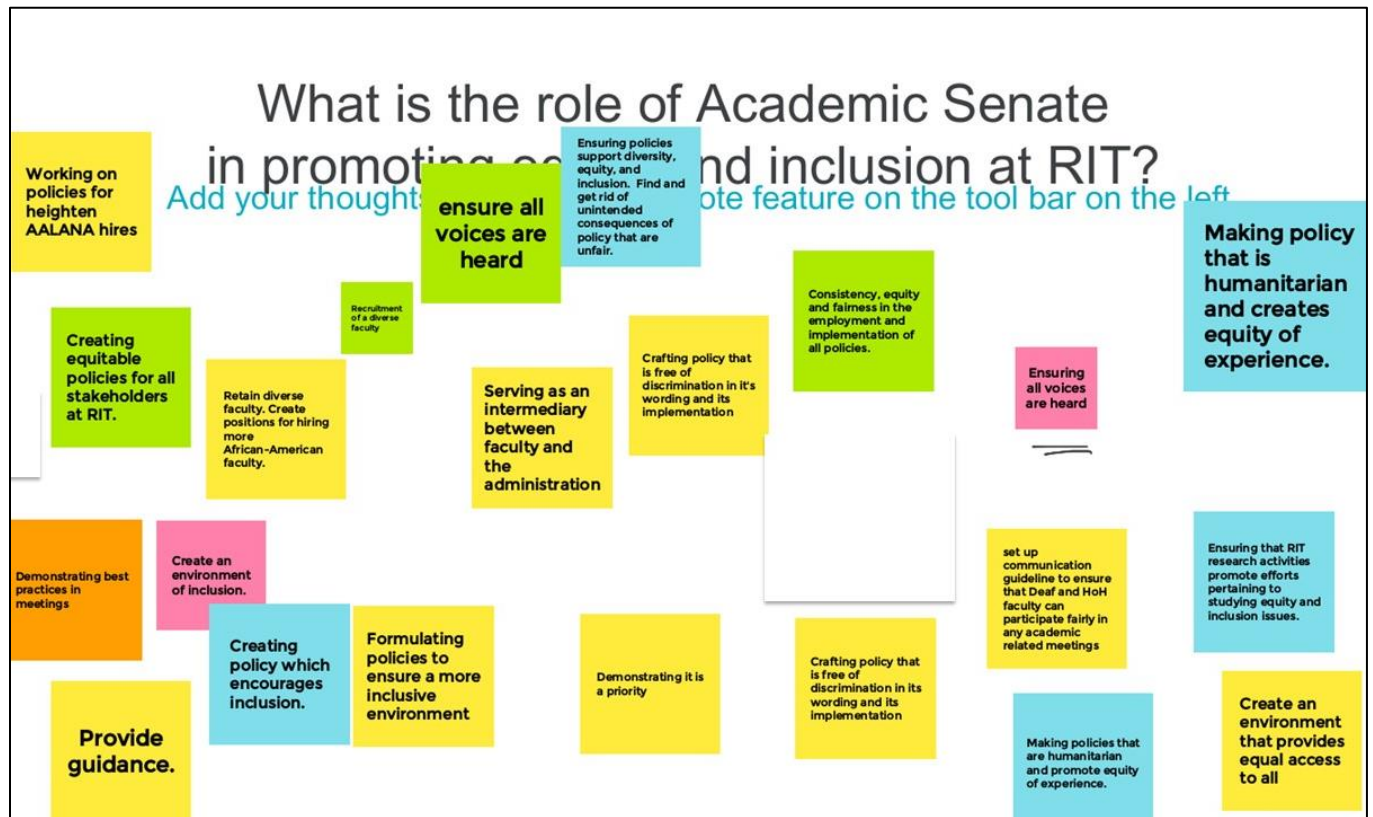 What is the role of Academic Senate
in promoting and inclusion at RIT?
Add your thoughts ote feature on the tool bar on the left
Working on
policies for
heighten
AALANA hires
ensure all
voices are
heard
Ensuring policies
support diversity,
equity, and
inclusion. Find and
get rid of
unintended
consequences of
policy that are
unfair.
Making policy
that is
humanitarian
and creates
equity of
experience.
Creating
equitable
policies for all
stakeholders
at RIT.
Recruitment
of a diverse
faculty
Retain diverse
faculty. Create
positions for hiring
more
African-American
faculty.
Serving as an
intermediary
between
faculty and
the
administration
Crafting policy that
is free of
discrimination in it's
wording and its
implementation
Consistency, equity
and fairness in the
employment and
implementation of
all policies.
Ensuring
all voices
are heard
Demonstrating best
practices in
meetings
Create an
environment
of inclusion.
Creating
policy which
encourages
inclusion.
Formulating
policies to
ensure a more
inclusive
environment
Demonstrating it is
a priority
Crafting policy that
is free of
discrimination in its
wording and its
implementation
set up
communication
guideline to ensure
that Deaf and HoH
faculty can
participate fairly in
any academic
related meetings
Ensuring that RIT
research activities
promote efforts
pertaining to
studying equity and
inclusion issues.
Provide
guidance.
Making policies that
are humanitarian
and promote equity
of experience.
Create an
environment
that provides
equal access
to all